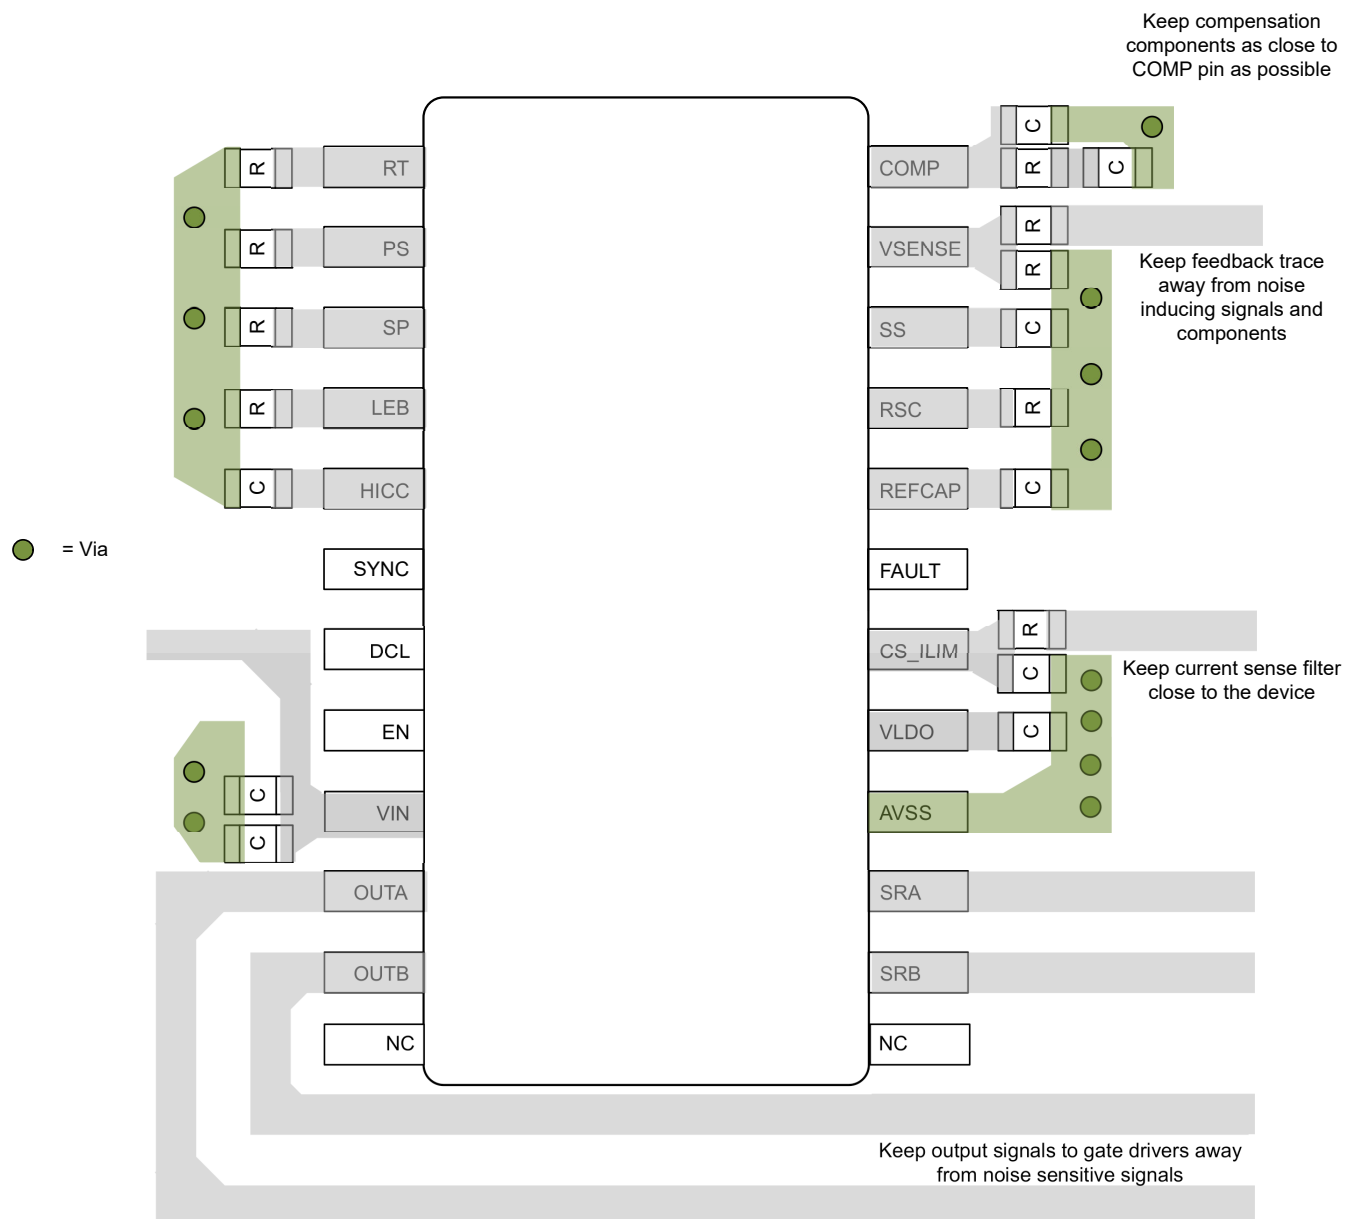 Keep compensation
components as close to
COMP pin as possible
C
R RT COMP R C
R PS VSENSE R
R
Keep feedback trace
away from noise
inducing signals and
components
R SP SS C
R LEB RSC R
C HICC REFCAP C
= Via
SYNC FAULT
R
DCL CS_ILIM
C
Keep current sense filter
close to the device
EN VLDO C
C
VIN AVSS
C
OUTA SRA
OUTB SRB
NC NC
Keep output signals to gate drivers away
from noise sensitive signals